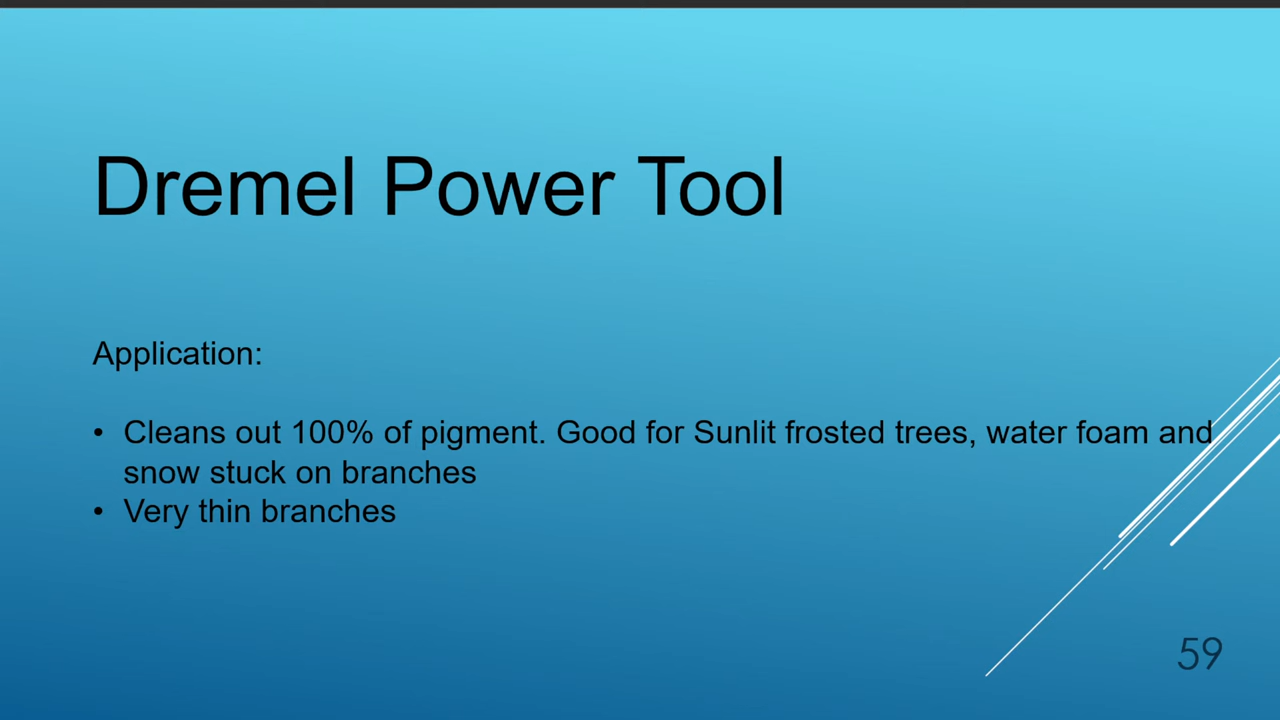 Dremel Power Tool
Application:
• Cleans out 100% of pigment. Good for Sunlit frosted trees, water foam and
snow stuck on branches
• Very thin branches
59